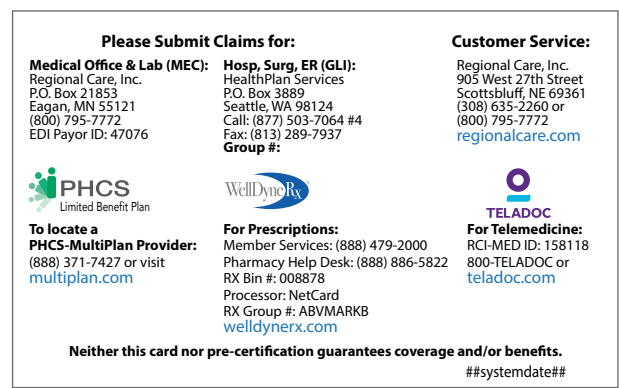 Please Submit Claims for:
Medical Office & Lab (MEC):
Regional Care, Inc.
P.O. Box 21853
Eagan, MN 55121
(800) 795-7772
EDI Payor ID: 47076
Hosp, Surg, ER (GLI):
HealthPlan Services
P.O. Box 3889
Seattle, WA 98124
Call: (877) 503-7064 #4
Fax: (813) 289-7937
Group #:
Customer Service:
Regional Care, Inc.
905 West 27th Street
Scottsbluff, NE 69361
(308) 635-2260 or
(800) 795-7772
regionalcare.com
PHCS
Limited Benefit Plan
To locate a
PHCS-MultiPlan Provider:
(888) 371-7427 or visit
multiplan.com
WellDyneRx
For Prescriptions:
Member Services: (888) 479-2000
Pharmacy Help Desk: (888) 886-5822
RX Bin #: 008878
Processor: NetCard
RX Group #: ABVMARKB
welldynerx.com
TELADOC
For Telemedicine:
RCI-MED ID: 158118
800-TELADOC or
teladoc.com
Neither this card nor pre-certification guarantees coverage and/or benefits.
##systemdate##